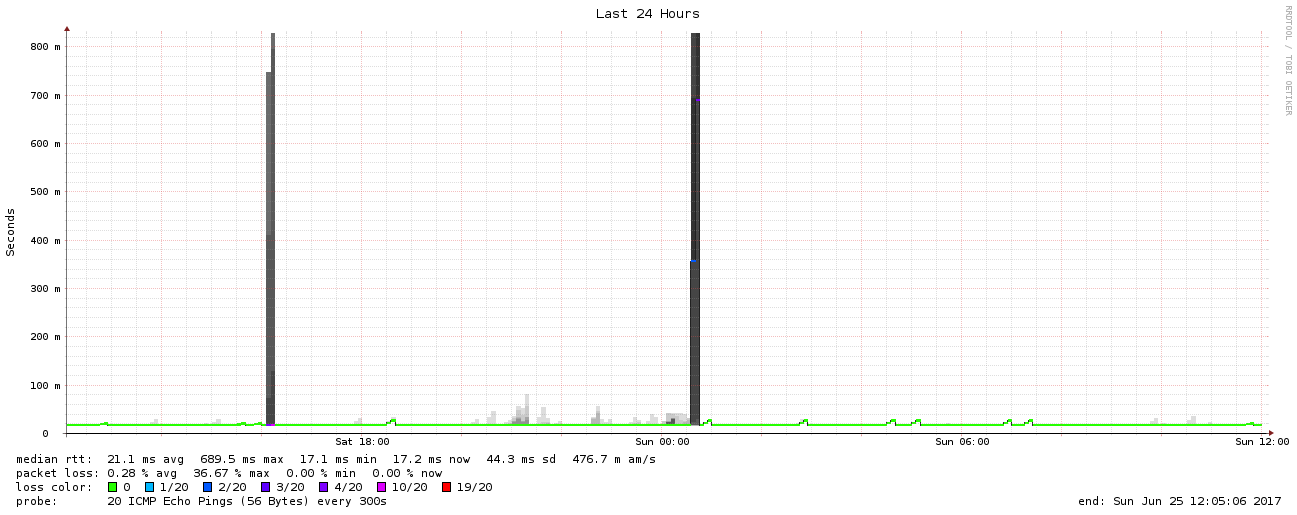 Last 24 Hours
RRDTOOL / TOBI OETIKER
Seconds
800 m
700 m
600 m
500 m
400 m
300 m
200 m
100 m
0
Sat 18:00 Sun 00:00 Sun 06:00 Sun 12:00
median rtt: 21.1 ms avg 689.5 ms max 17.1 ms min 17.2 ms now 44.3 ms sd 476.7 m am/s
packet loss: 0.28 % avg 36.67 % max 0.00 % min 0.00 % now
loss color: 0 1/20 2/20 3/20 4/20 10/20 19/20
probe: 20 ICMP Echo Pings (56 Bytes) every 300s end: Sun Jun 25 12:05:06 2017